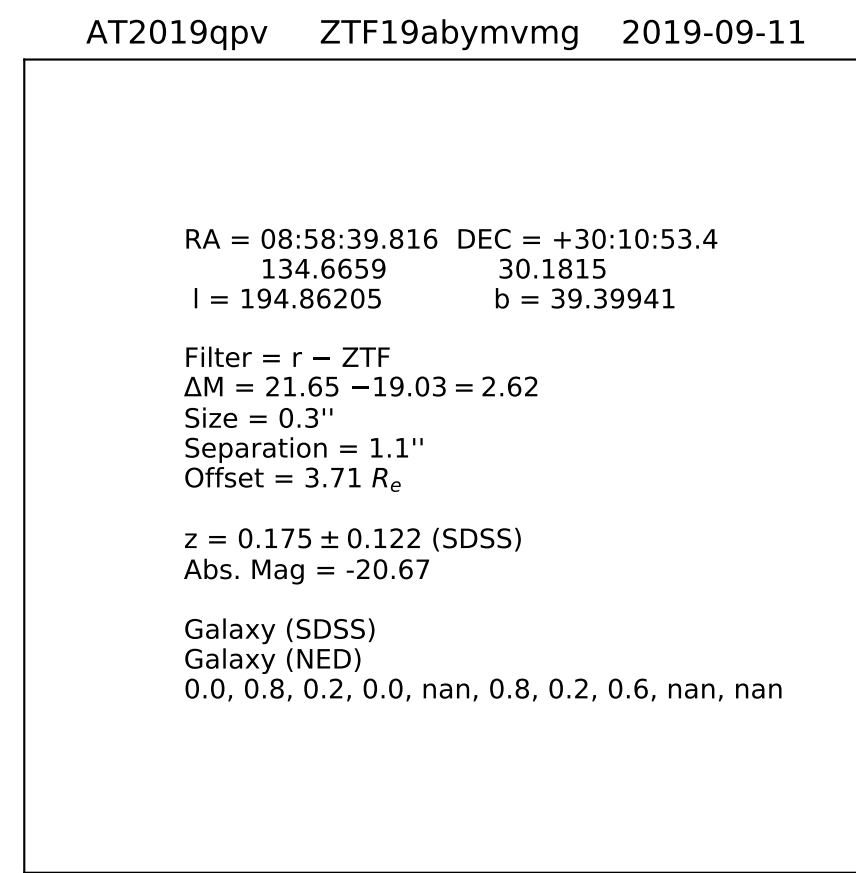 AT2019qpv ZTF19abymvmg 2019-09-11
RA = 08:58:39.816 DEC = +30:10:53.4
134.6659 30.1815
l = 194.86205 b = 39.39941
Filter = r − ZTF
ΔM = 21.65 −19.03 = 2.62
Size = 0.3''
Separation = 1.1''
Offset = 3.71 Re
z = 0.175 ± 0.122 (SDSS)
Abs. Mag = -20.67
Galaxy (SDSS)
Galaxy (NED)
0.0, 0.8, 0.2, 0.0, nan, 0.8, 0.2, 0.6, nan, nan